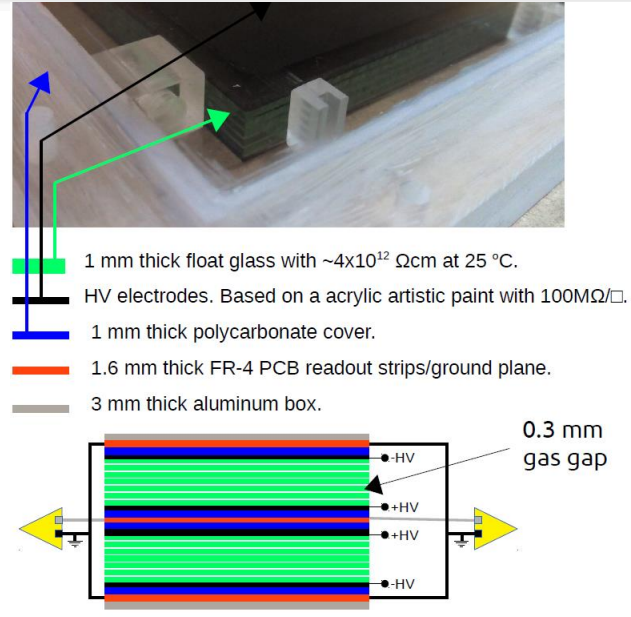 1 mm thick float glass with ~4x10¹² Ωcm at 25 ºC.
HV electrodes. Based on a acrylic artistic paint with 100MΩ/□.
1 mm thick polycarbonate cover.
1.6 mm thick FR-4 PCB readout strips/ground plane.
3 mm thick aluminum box.
0.3 mm
gas gap
-HV
+HV
+HV
-HV